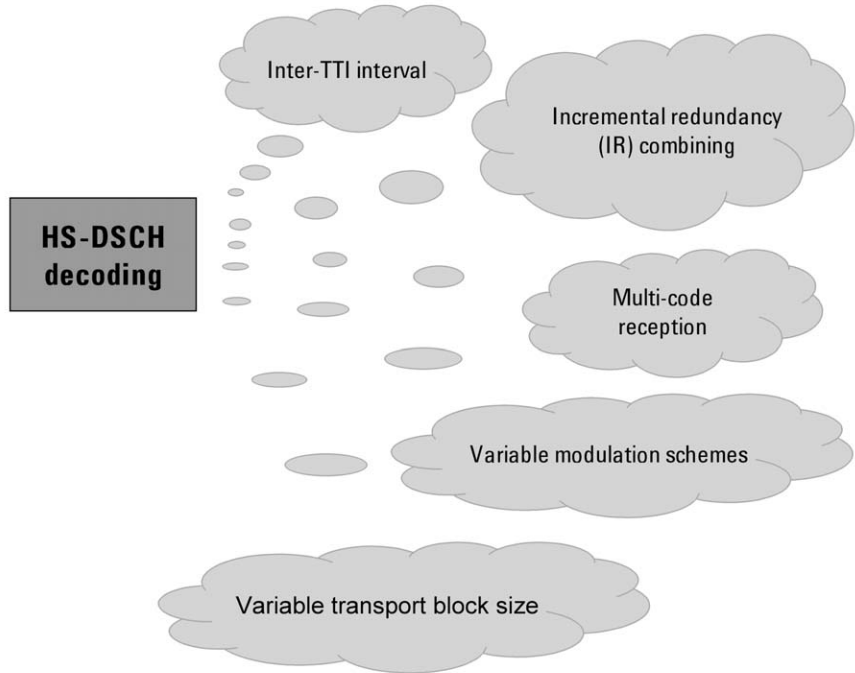 Inter-TTI interval
Incremental redundancy
(IR) combining
HS-DSCH
decoding
Multi-code
reception
Variable modulation schemes
Variable transport block size